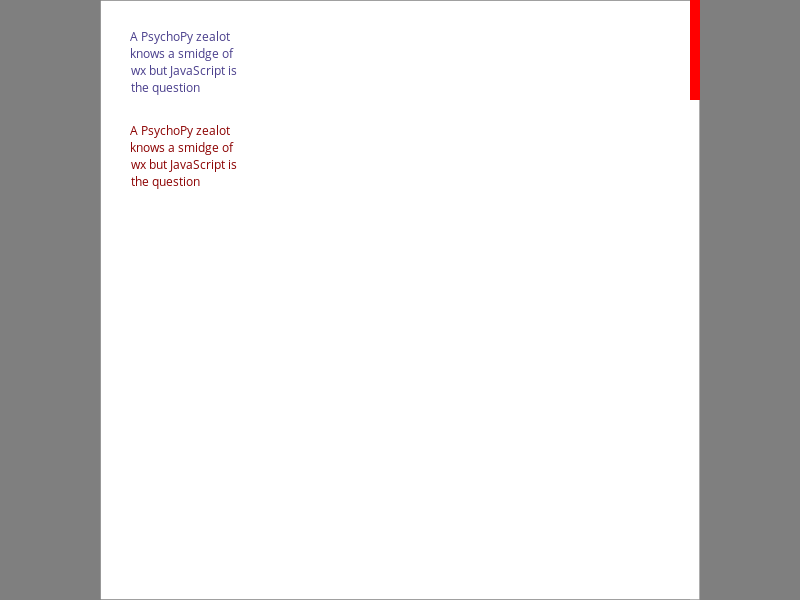 A PsychoPy zealot
knows a smidge of
wx but JavaScript is
the question
A PsychoPy zealot
knows a smidge of
wx but JavaScript is
the question